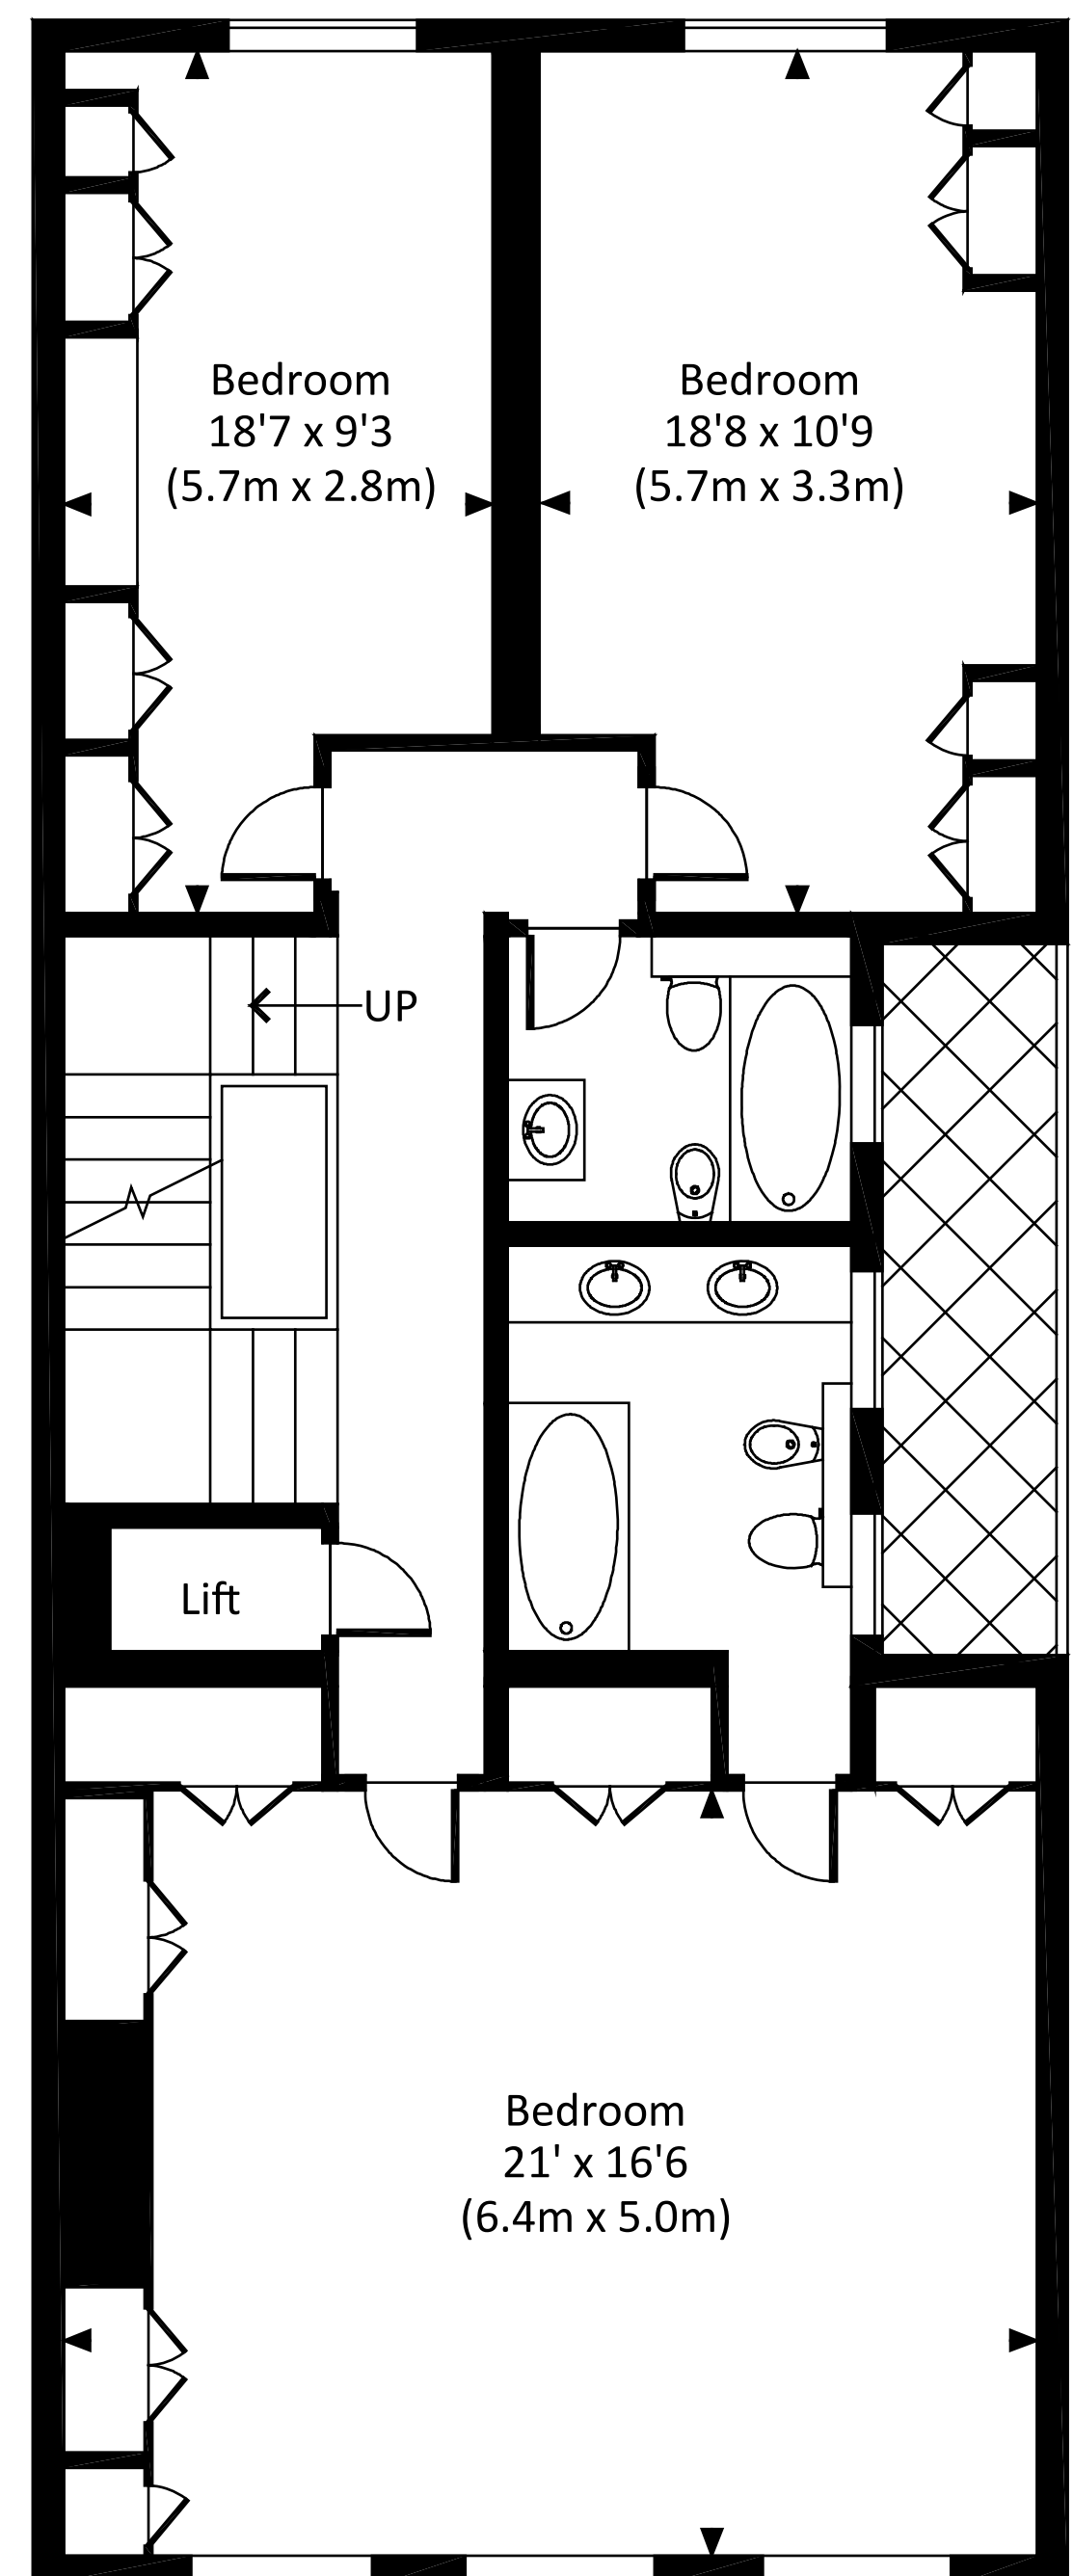 Bedroom
18'7 x 9'3
(5.7m x 2.8m)
Bedroom
18'8 x 10'9
(5.7m x 3.3m)
UP
Lift
Bedroom
21' x 16'6
(6.4m x 5.0m)